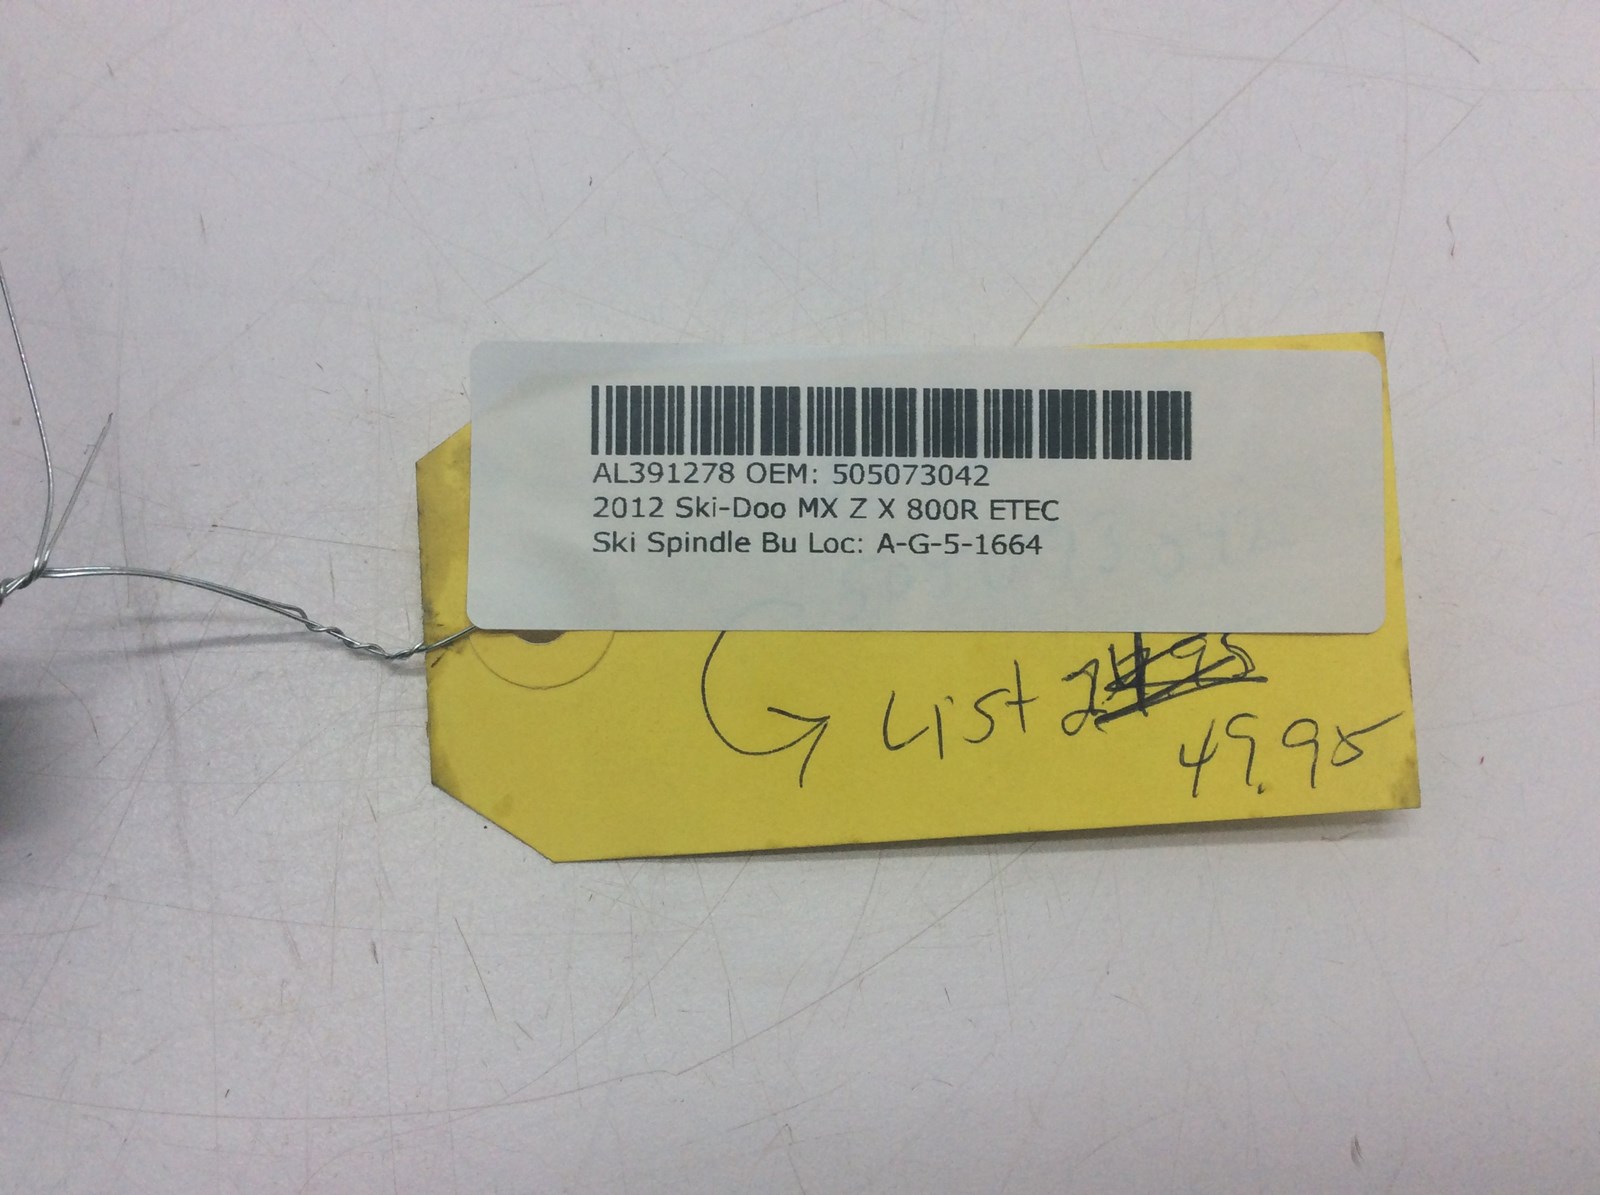 AL391278 OEM: 505073042
2012 Ski-Doo MX Z X 800R ETEC
Ski Spindle Bu Loc: A-G-5-1664
List
49.95